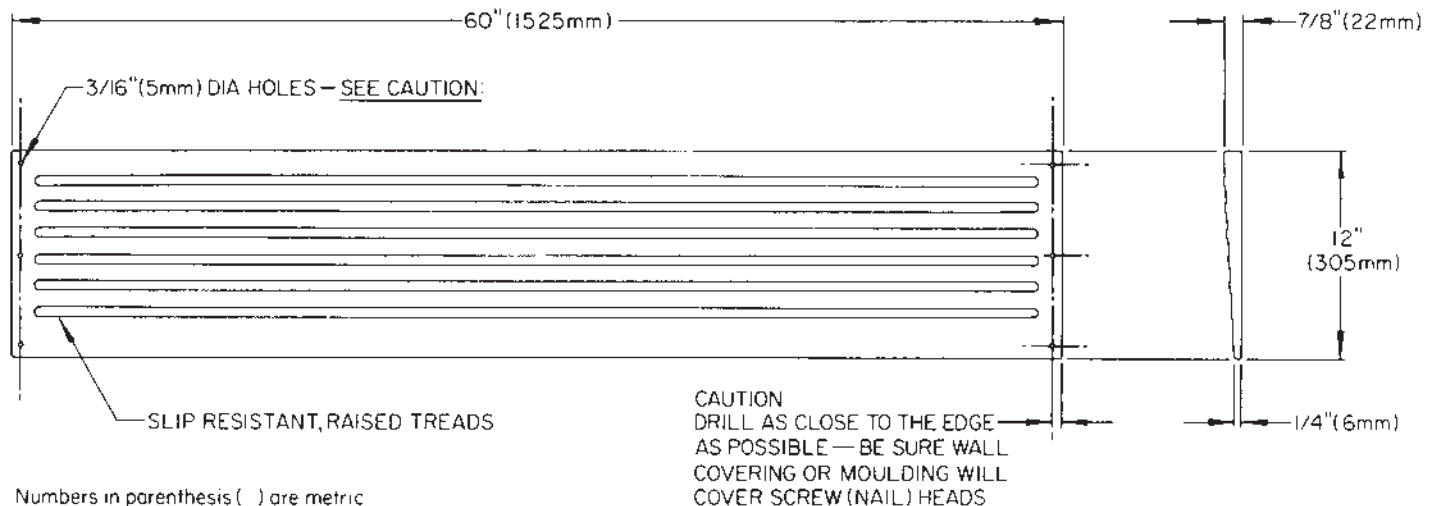 60"(1525mm)
7/8"(22mm)
3/16"(5mm) DIA HOLES — SEE CAUTION:
12"
(305mm)
SLIP RESISTANT, RAISED TREADS
CAUTION
DRILL AS CLOSE TO THE EDGE
AS POSSIBLE — BE SURE WALL
COVERING OR MOULDING WILL
COVER SCREW (NAIL) HEADS
1/4"(6mm)
Numbers in parenthesis ( ) are metric